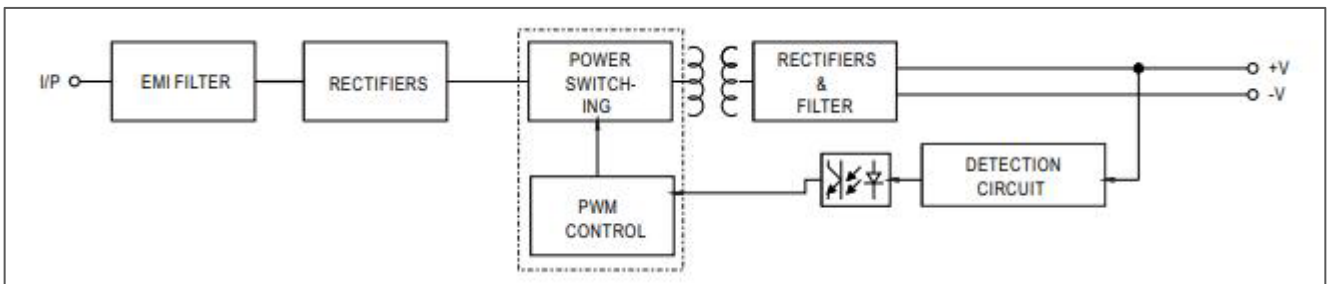 I/P
EMI FILTER
RECTIFIERS
POWER
SWITCH-
ING
RECTIFIERS
&
FILTER
+V
-V
DETECTION
CIRCUIT
PWM
CONTROL